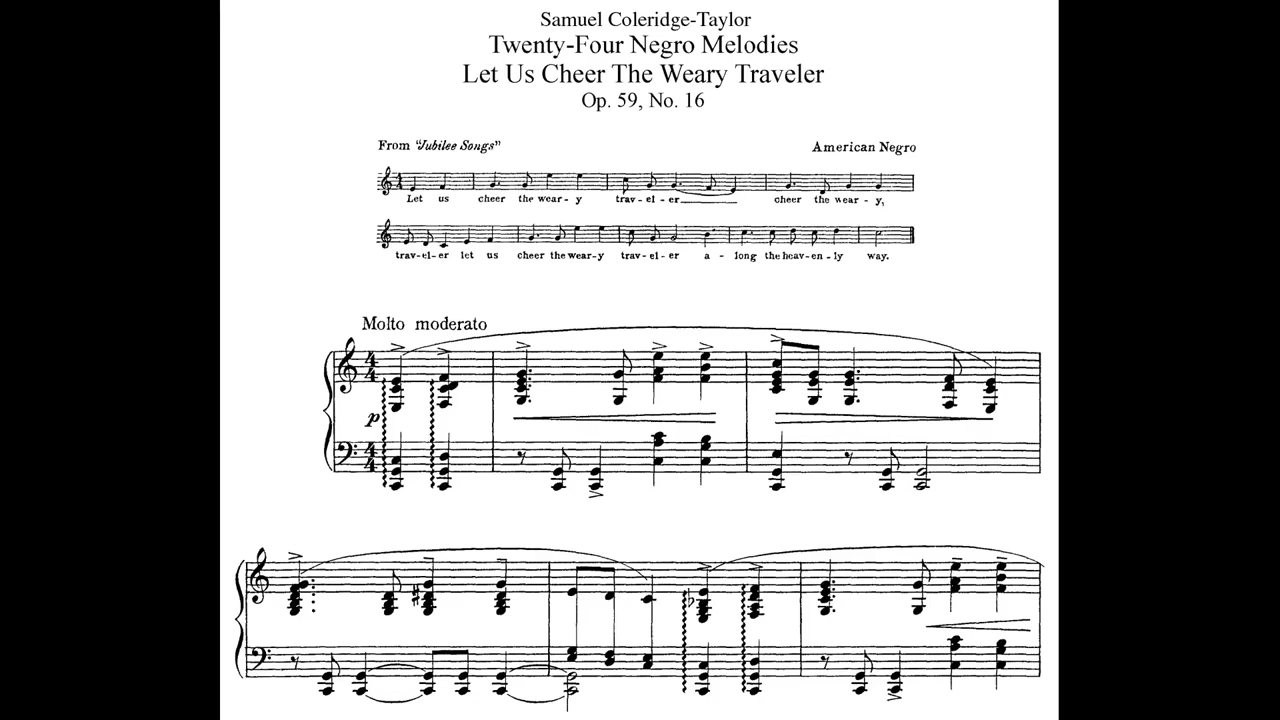 Samuel Coleridge-Taylor
Twenty-Four Negro Melodies
Let Us Cheer The Weary Traveler
Op. 59, No. 16
From "Jubilee Songs" American Negro
Let us cheer the wear-y trav-el-er cheer the wear-y,
trav-el-er let us cheer the wear-y trav-el-er a-long the heav-en-ly way.
Molto moderato
p